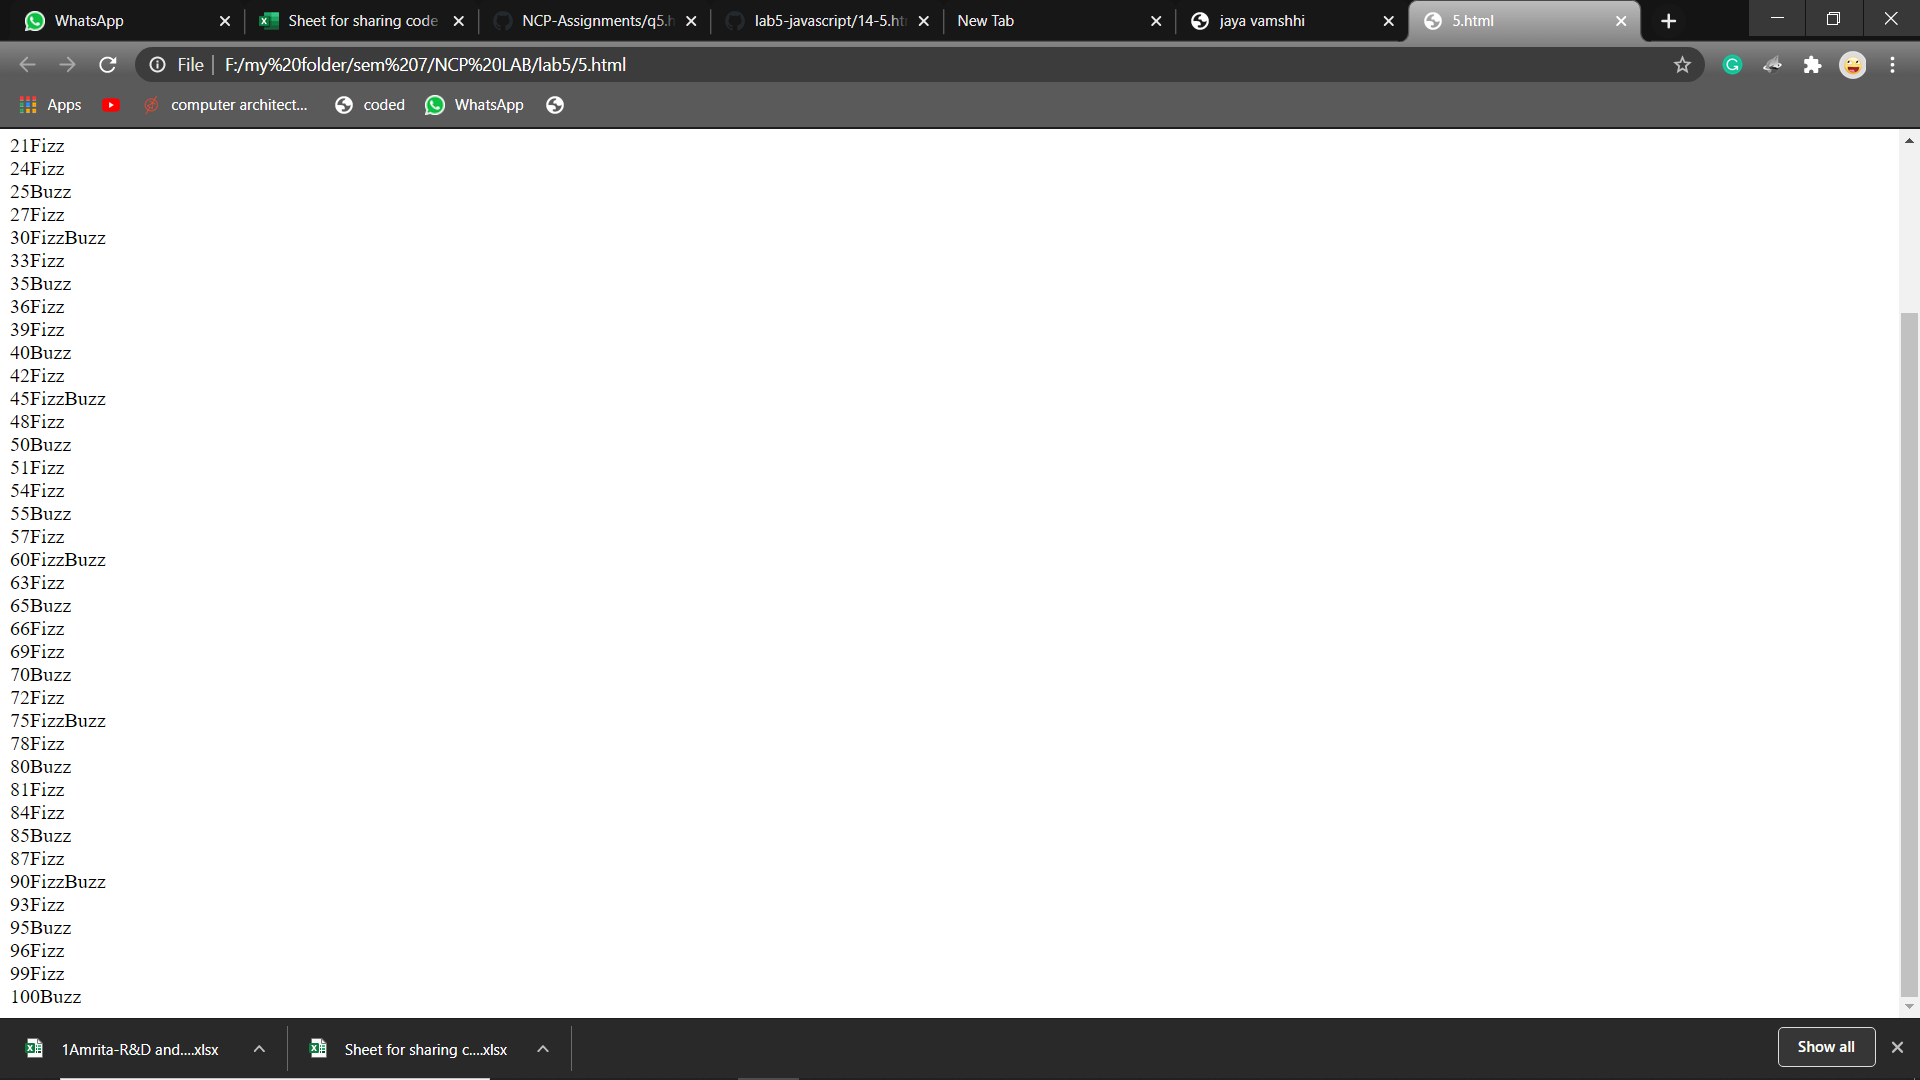 WhatsApp
Sheet for sharing code
NCP-Assignments/q5.h
lab5-javascript/14-5.ht
New Tab
jaya vamshhi
5.html
File F:/my%20folder/sem%207/NCP%20LAB/lab5/5.html
Apps
computer architect...
coded
WhatsApp
21Fizz
24Fizz
25Buzz
27Fizz
30FizzBuzz
33Fizz
35Buzz
36Fizz
39Fizz
40Buzz
42Fizz
45FizzBuzz
48Fizz
50Buzz
51Fizz
54Fizz
55Buzz
57Fizz
60FizzBuzz
63Fizz
65Buzz
66Fizz
69Fizz
70Buzz
72Fizz
75FizzBuzz
78Fizz
80Buzz
81Fizz
84Fizz
85Buzz
87Fizz
90FizzBuzz
93Fizz
95Buzz
96Fizz
99Fizz
100Buzz
1Amrita-R&D and....xlsx
Sheet for sharing c....xlsx
Show all